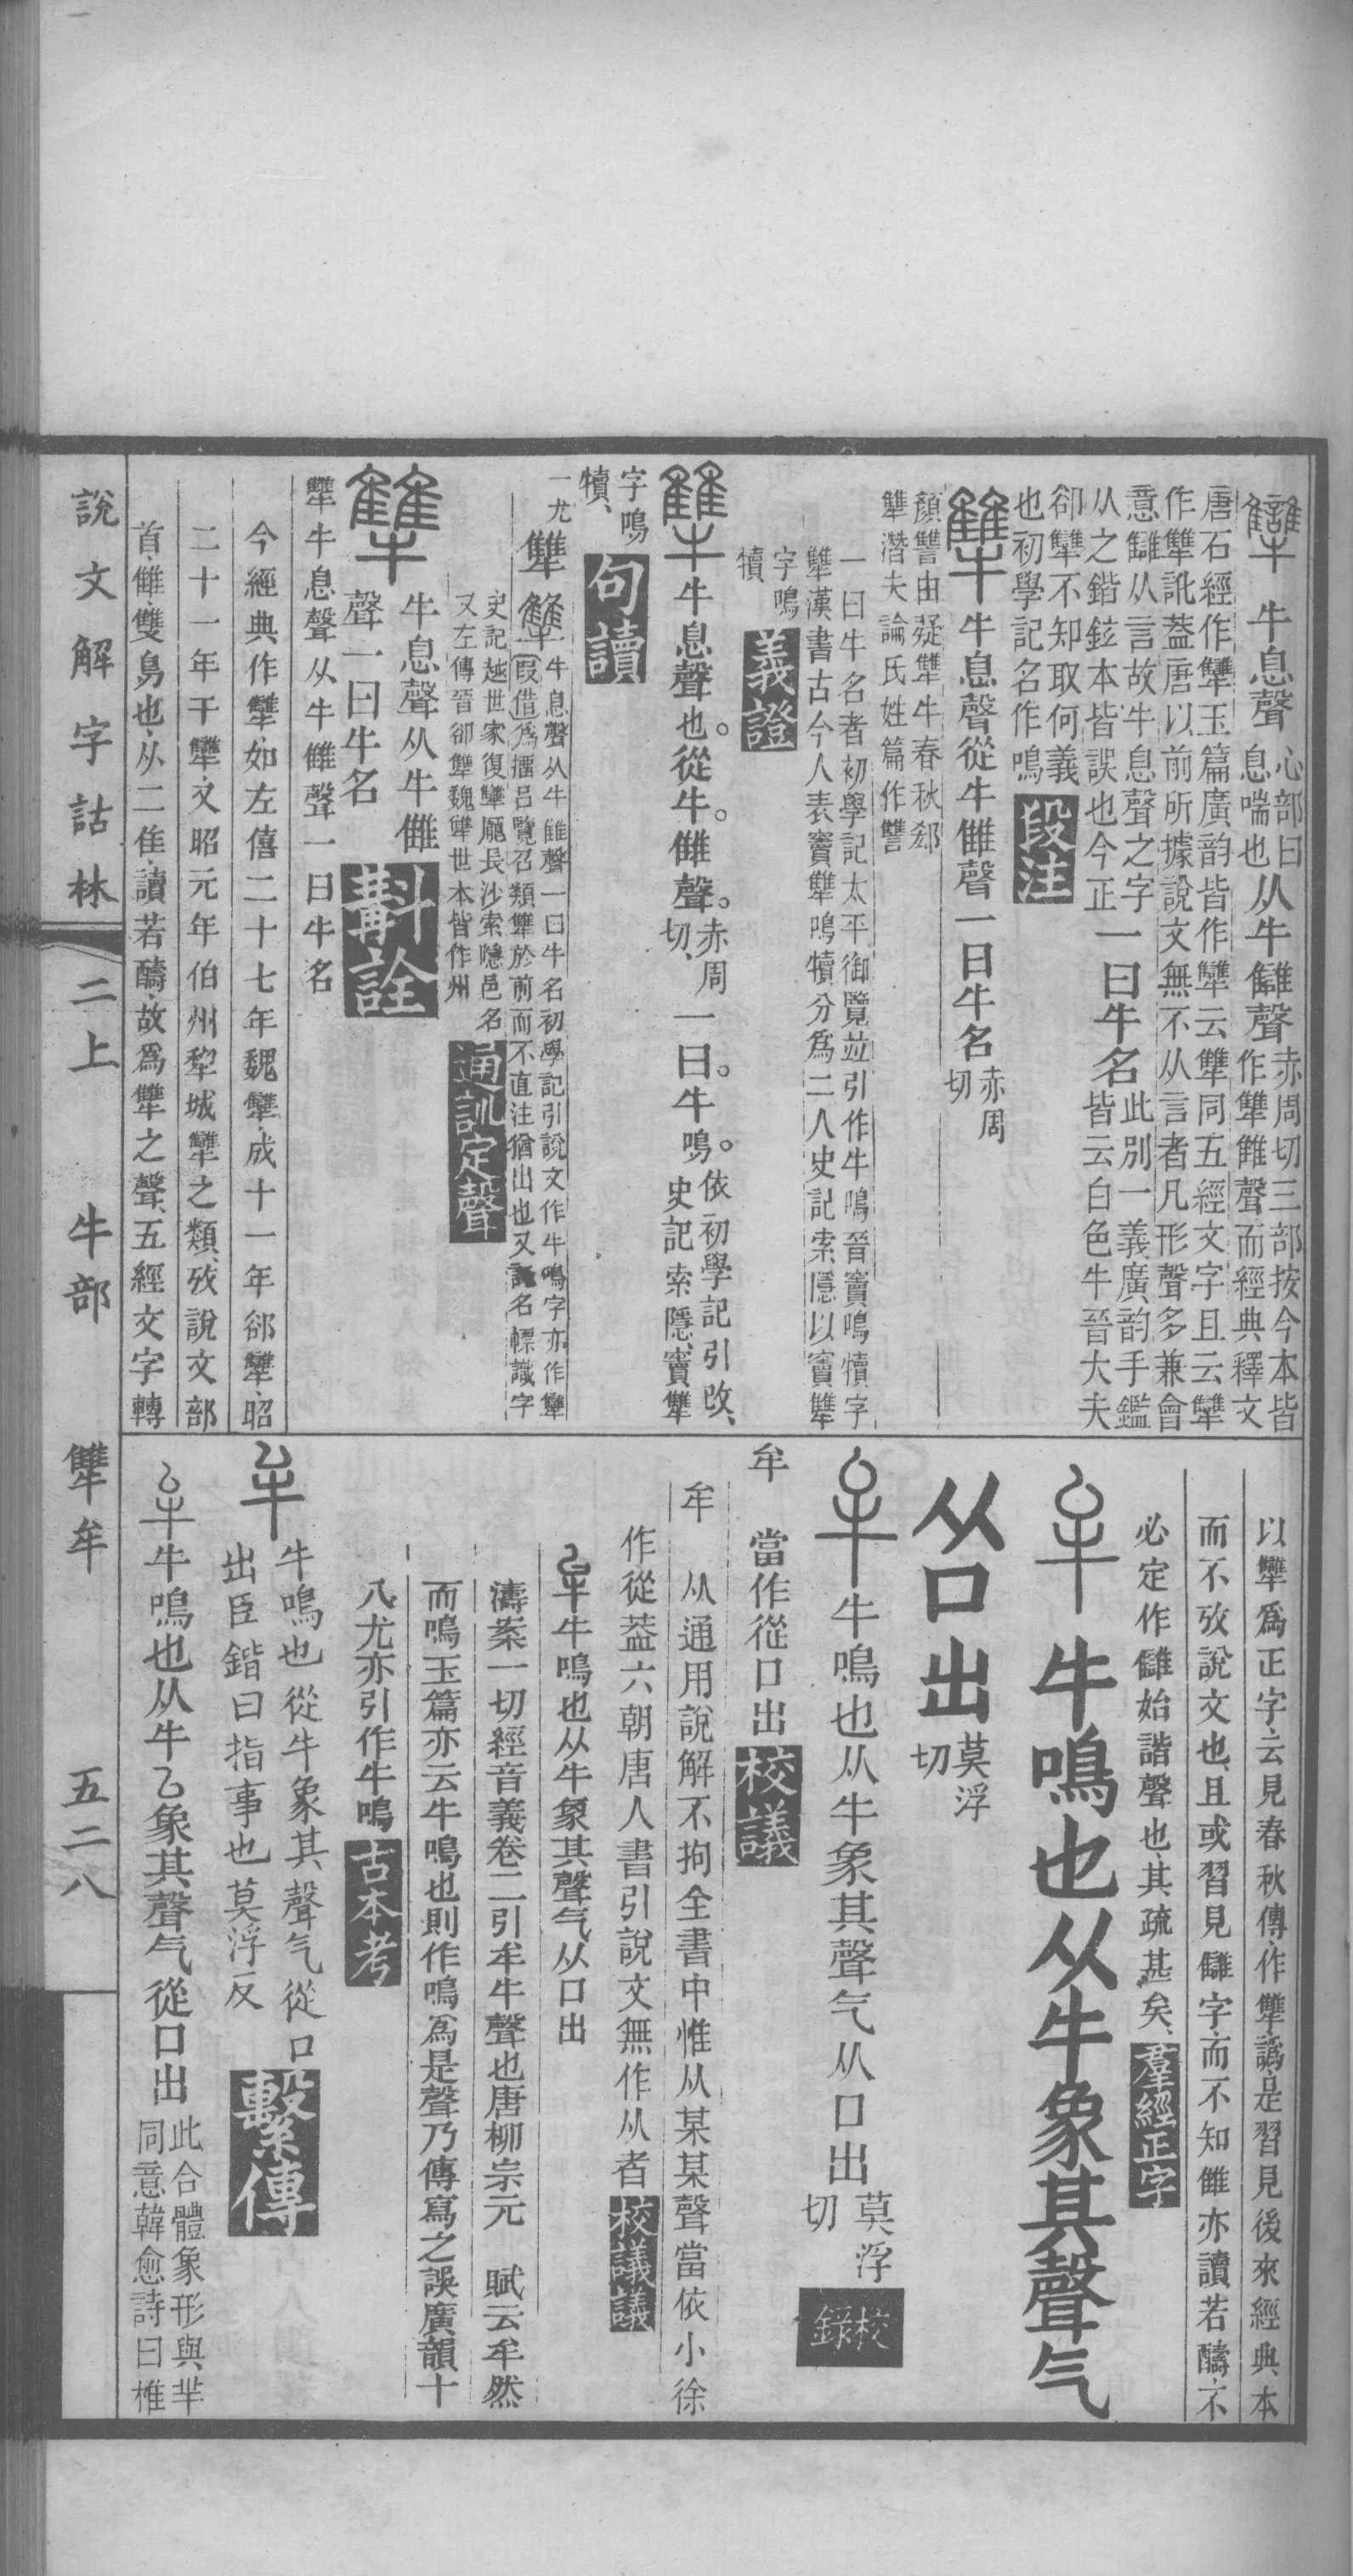 犫 牛息聲心部曰息喘也从牛讎聲赤周切三部按今本皆作犨雔聲而經典釋文
唐石經作犫玉篇廣韵皆作犫云犨同五經文字且云犫
作犨訛葢唐以前所據說文無不从言者凡形聲多兼會
意讎从言故牛息聲之字
从之鍇鉉本皆誤也今正一曰牛名此別一義廣韵手鑑皆云白色牛晉大夫
郤犨不知取何義
也初學記名作鳴 段注
犨牛息聲從牛雔聲一曰牛名赤周切
顏讐由疑犨牛春秋郄
犨潛夫論氏姓篇作讐
一曰牛名者初學記太平御覽竝引作牛鳴晉竇鳴犢字
犨漢書古今人表竇犨鳴犢分爲二人史記索隱以竇犨
字鳴
犢 義證
犨牛息聲也。從牛。雔聲。赤周切、一曰。牛鳴。依初學記引改、史記索隱、竇犨
字鳴
犢、 句讀
一尤犨犨牛息聲从牛雔聲一曰牛名初學記引說文作牛鳴字亦作犫
叚借爲摺呂覽召類犨於前而不直注猶出也又託名幖識字
史記越世家復犫龐長沙索隱邑名
又左傳晉郤犨魏犨世本皆作州 通訓定聲
犨牛息聲从牛雔
聲一曰牛名 斠詮
犨牛息聲从牛雔聲一曰牛名
今經典作犫、如左僖二十七年魏犫、成十一年郤犫、昭
二十一年干犫、又昭元年伯州犂城犫之類、攷說文部
首、雔、雙鳥也、从二隹、讀若醻、故爲犨之聲、五經文字轉
以犫爲正字、云見春秋傳、作犨譌、是習見後來經典本
而不攷說文也、且或習見讎字、而不知雔亦讀若醻、不
必定作讎始諧聲也、其疏甚矣、 羣經正字
牟 牛鳴也从牛象其聲气
从口出莫浮切
牟牛鳴也从牛象其聲气从口出莫浮切 校錄
牟 當作從口出 校議
牟 从通用說解不拘全書中惟从某某聲當依小徐
作從葢六朝唐人書引說文無作从者 校議議
牟牛鳴也从牛象其聲气从口出
濤案一切經音義卷二引牟牛聲也唐柳宗元 賦云牟然
而鳴玉篇亦云牛鳴也則作鳴爲是聲乃傳寫之誤廣韻十
八尤亦引作牛鳴 古本考
牟牛鳴也從牛象其聲气從口
出臣鍇曰指事也莫浮反 繫傳
牟牛鳴也从牛乙象其聲气從口出此合體象形與羋同意韓愈詩曰椎
說文解字詁林 二上 牛部 犨牟 五二八